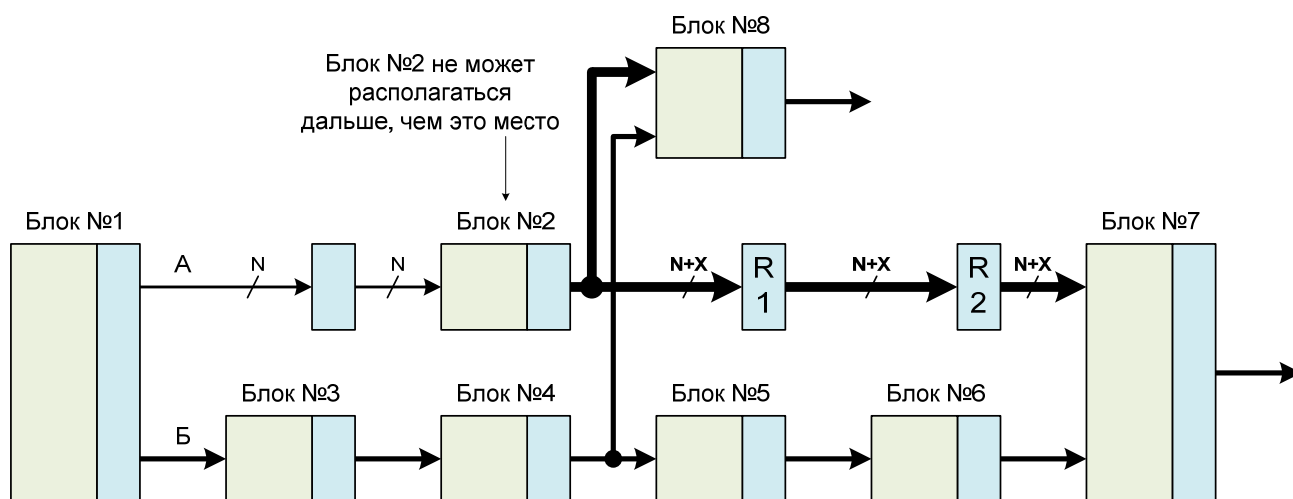 Блок №8
Блок №2 не может
располагаться
дальше, чем это место
Блок №1
Блок №2
Блок №7
А
N
N
N+X
R
1
N+X
R
2
N+X
Блок №3
Блок №4
Блок №5
Блок №6
Б